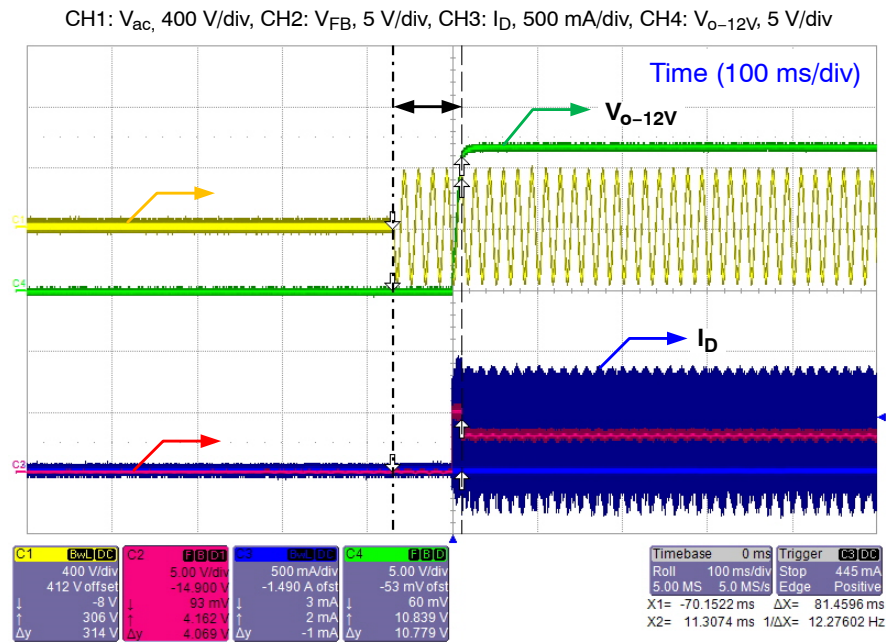 CH1: Vac, 400 V/div, CH2: VFB, 5 V/div, CH3: ID, 500 mA/div, CH4: Vo−12V, 5 V/div
Time (100 ms/div)
Vo−12V
C1
C4
ID
C3
C1 BwL DC
400 V/div
412 V offset
↓ -8 V
↑ 306 V
Δy 314 V
C2 F B D1
5.00 V/div
-14.900 V
↓ 93 mV
↑ 4.162 V
Δy 4.069 V
C3 BwL DC
500 mA/div
-1.490 A ofst
↓ 3 mA
↑ 2 mA
Δy -1 mA
C4 F B D
5.00 V/div
-53 mV ofst
↓ 60 mV
↑ 10.839 V
Δy 10.779 V
Timebase 0 ms
Roll 100 ms/div
5.00 MS 5.0 MS/s
Trigger C3 DC
Stop 445 mA
Edge Positive
X1= -70.1522 ms ΔX= 81.4596 ms
X2= 11.3074 ms 1/ΔX= 12.27602 Hz